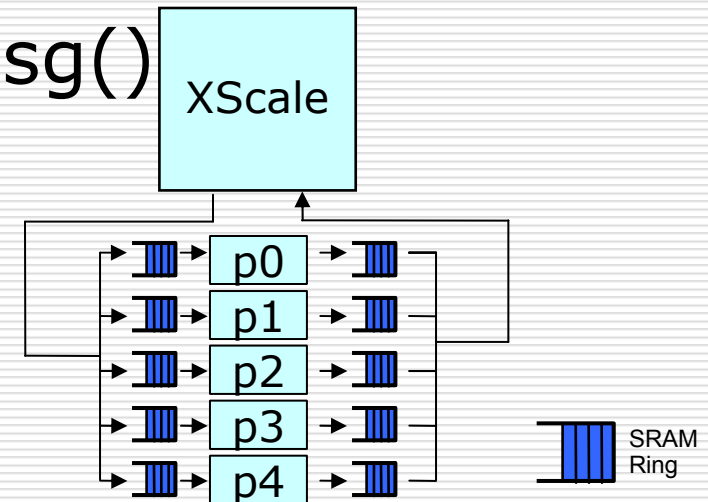 sg()
XScale
p0
p1
p2
p3
p4
SRAM
Ring